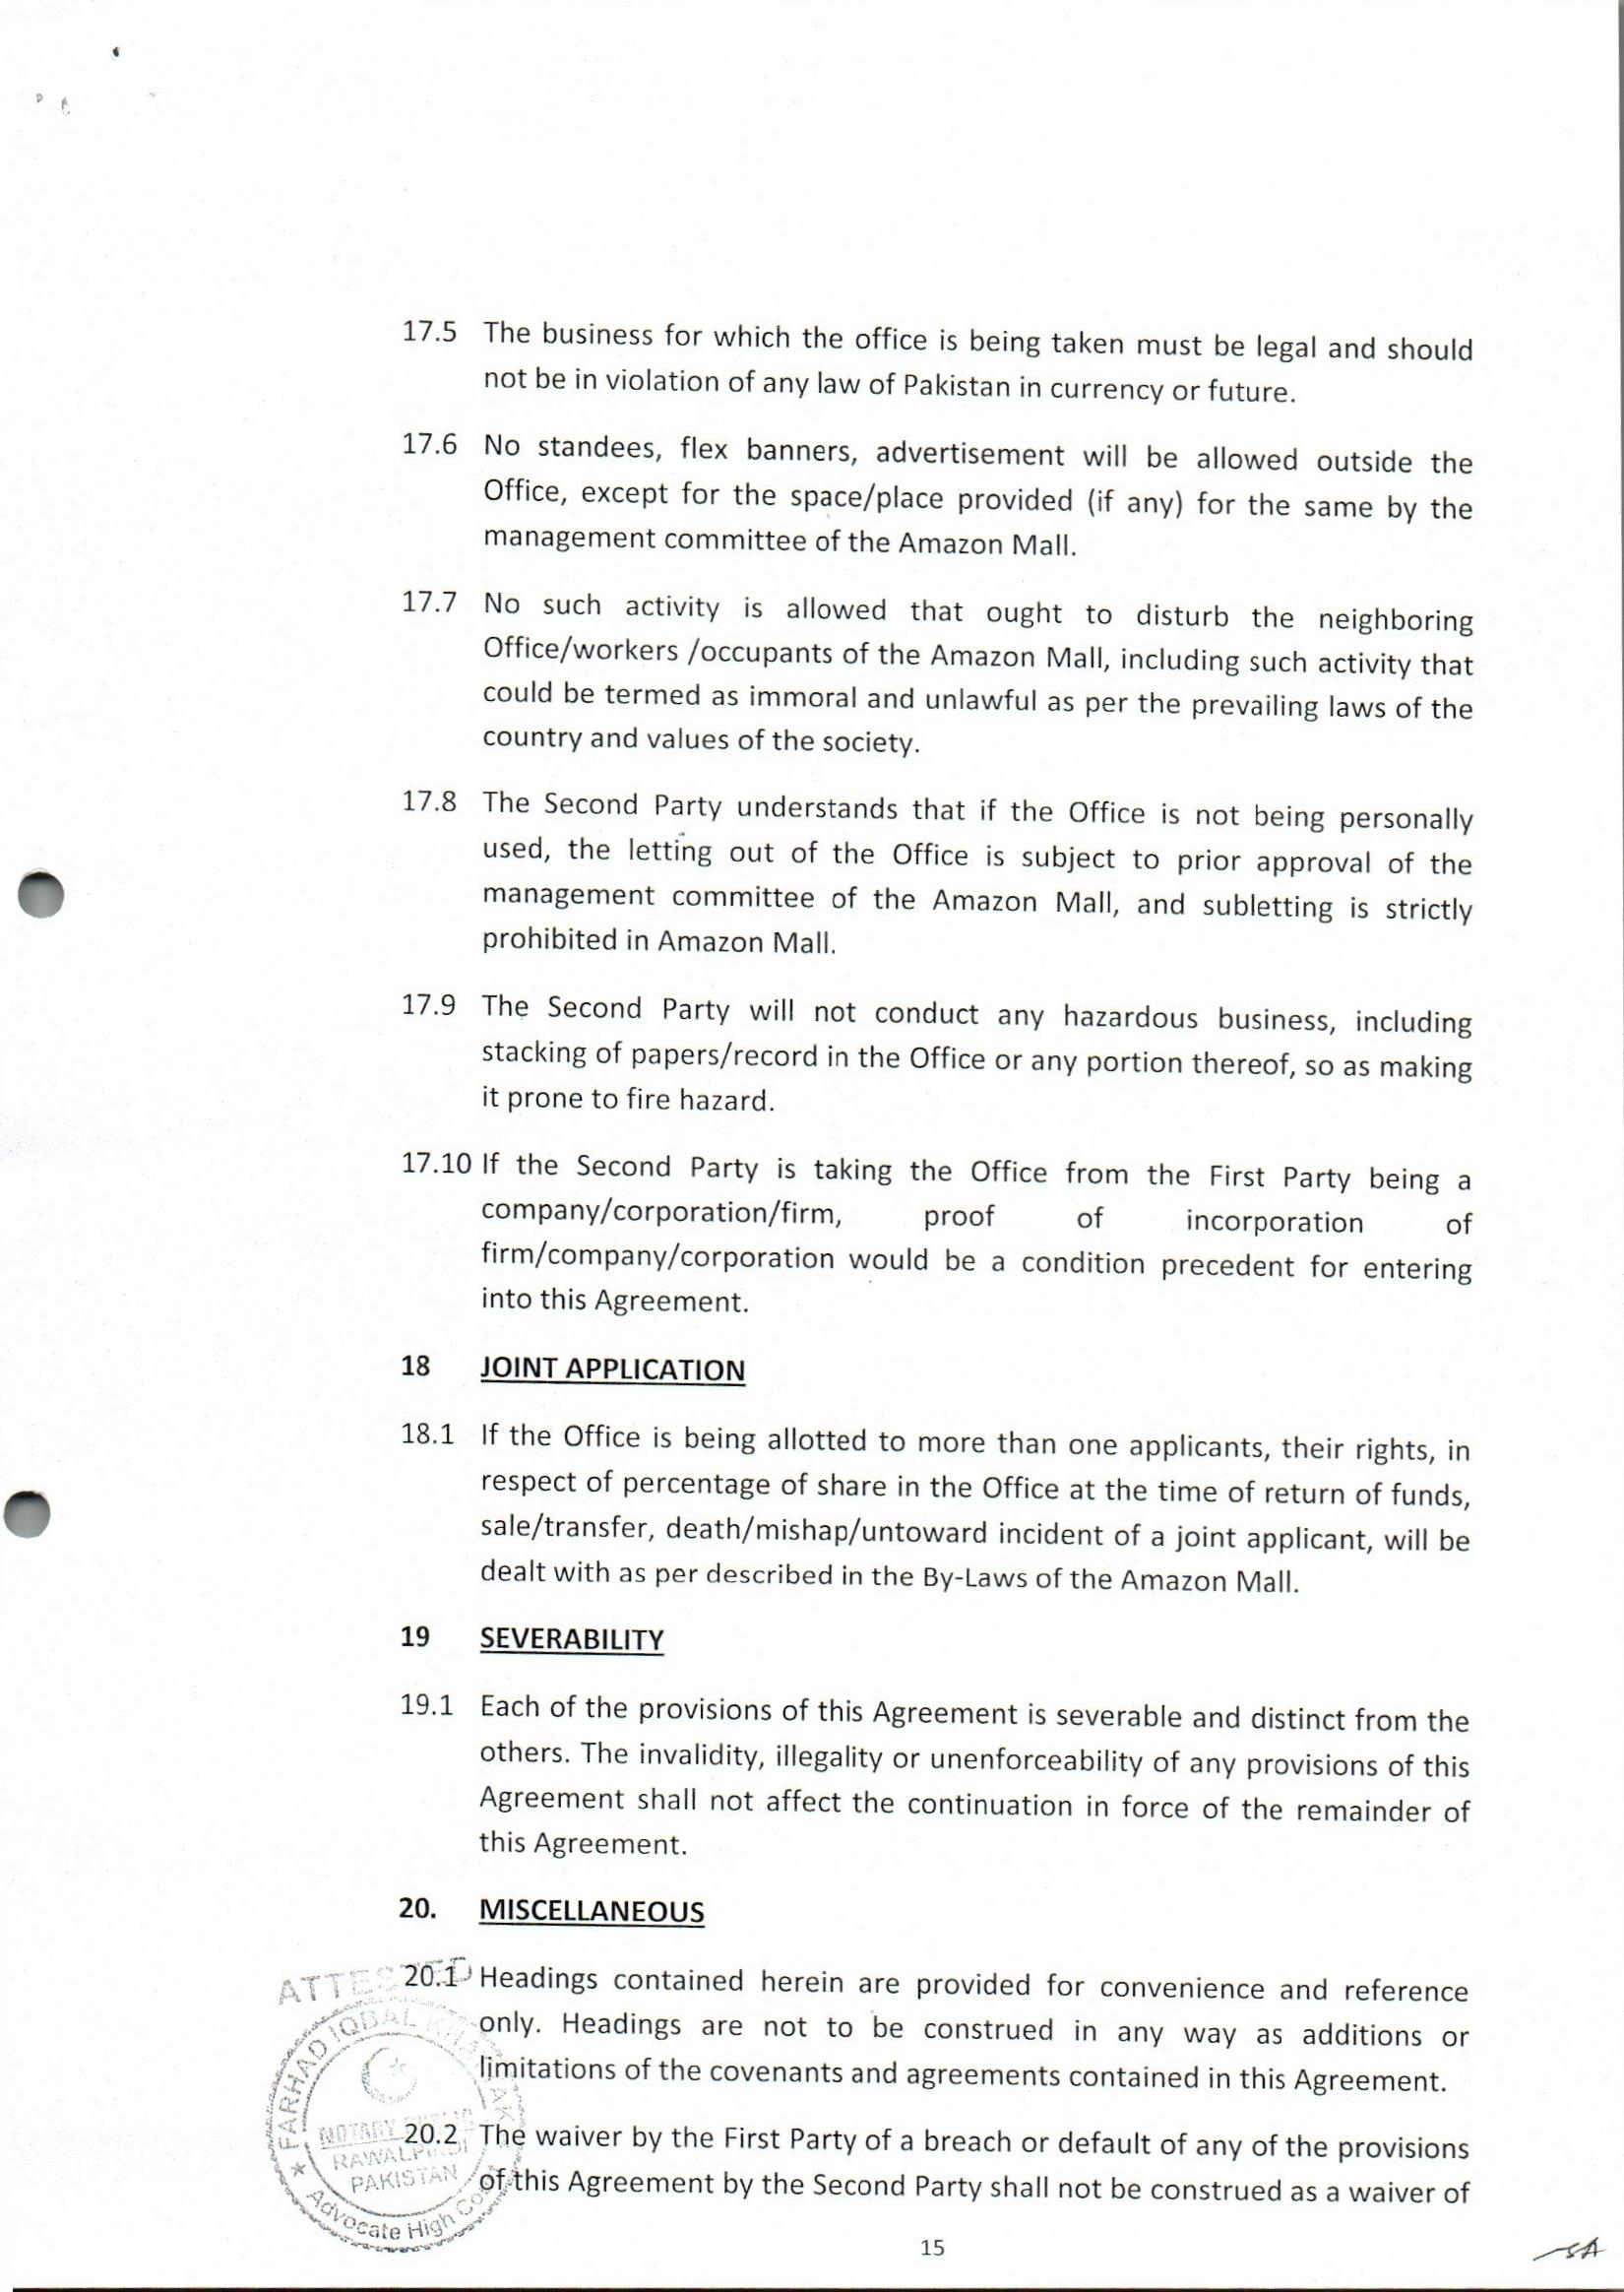 17.5 The business for which the office is being taken must be legal and should
not be in violation of any law of Pakistan in currency or future.
17.6 No standees, flex banners, advertisement will be allowed outside the
Office, except for the space/place provided (if any) for the same by the
management committee of the Amazon Mall.
17.7 No such activity is allowed that ought to disturb the neighboring
Office/workers /occupants of the Amazon Mall, including such activity that
could be termed as immoral and unlawful as per the prevailing laws of the
country and values of the society.
17.8 The Second Party understands that if the Office is not being personally
used, the letting out of the Office is subject to prior approval of the
management committee of the Amazon Mall, and subletting is strictly
prohibited in Amazon Mall.
17.9 The Second Party will not conduct any hazardous business, including
stacking of papers/record in the Office or any portion thereof, so as making
it prone to fire hazard.
17.10 If the Second Party is taking the Office from the First Party being a
company/corporation/firm, proof of incorporation of
firm/company/corporation would be a condition precedent for entering
into this Agreement.
18 JOINT APPLICATION
18.1 If the Office is being allotted to more than one applicants, their rights, in
respect of percentage of share in the Office at the time of return of funds,
sale/transfer, death/mishap/untoward incident of a joint applicant, will be
dealt with as per described in the By-Laws of the Amazon Mall.
19 SEVERABILITY
19.1 Each of the provisions of this Agreement is severable and distinct from the
others. The invalidity, illegality or unenforceability of any provisions of this
Agreement shall not affect the continuation in force of the remainder of
this Agreement.
20. MISCELLANEOUS
20.1 Headings contained herein are provided for convenience and reference
only. Headings are not to be construed in any way as additions or
limitations of the covenants and agreements contained in this Agreement.
20.2 The waiver by the First Party of a breach or default of any of the provisions
of this Agreement by the Second Party shall not be construed as a waiver of
ATTESTED
FARHAD IQBAL
NOTARY PUBLIC
RAWALPINDI
PAKISTAN
Advocate High
15
SA